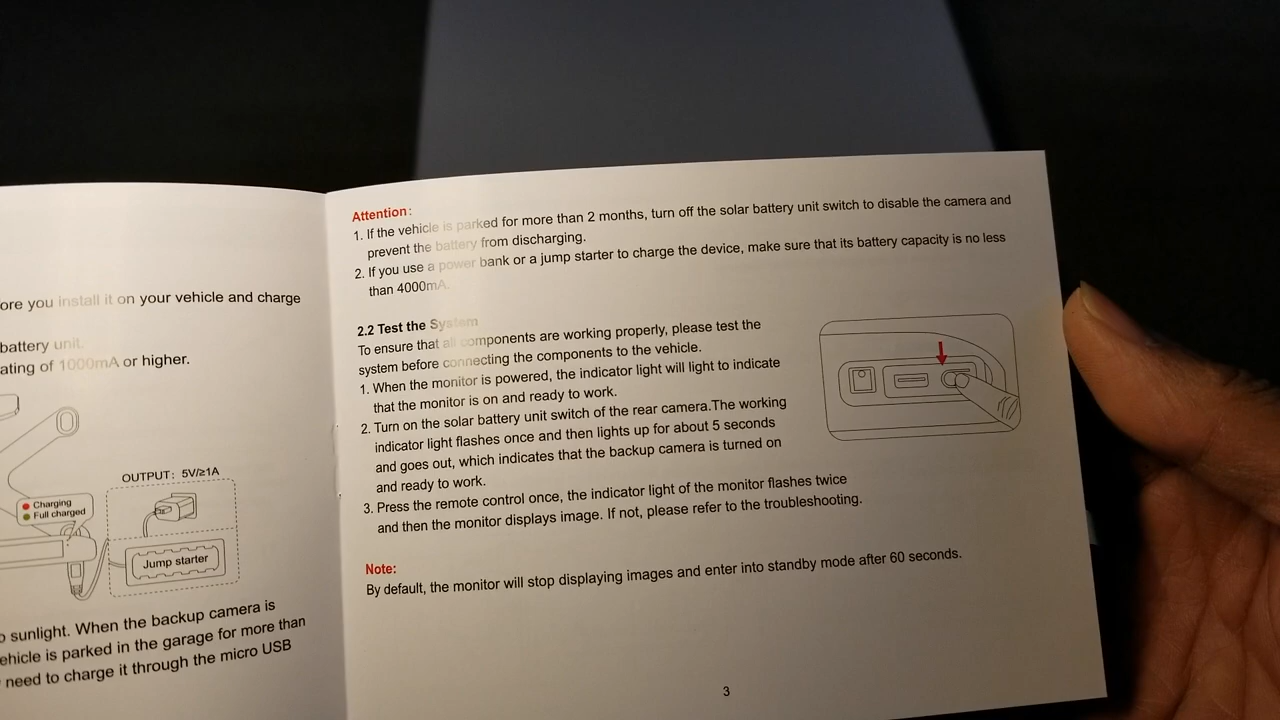 ore you install it on your vehicle and charge
battery unit.
ating of 1000mA or higher.
OUTPUT: 5V/≥1A
Charging
Full charged
Jump starter
o sunlight. When the backup camera is
ehicle is parked in the garage for more than
need to charge it through the micro USB
Attention:
1. If the vehicle is parked for more than 2 months, turn off the solar battery unit switch to disable the camera and
prevent the battery from discharging.
2. If you use a power bank or a jump starter to charge the device, make sure that its battery capacity is no less
than 4000mA.
2.2 Test the System
To ensure that all components are working properly, please test the
system before connecting the components to the vehicle.
1. When the monitor is powered, the indicator light will light to indicate
that the monitor is on and ready to work.
2. Turn on the solar battery unit switch of the rear camera.The working
indicator light flashes once and then lights up for about 5 seconds
and goes out, which indicates that the backup camera is turned on
and ready to work.
3. Press the remote control once, the indicator light of the monitor flashes twice
and then the monitor displays image. If not, please refer to the troubleshooting.
Note:
By default, the monitor will stop displaying images and enter into standby mode after 60 seconds.
3